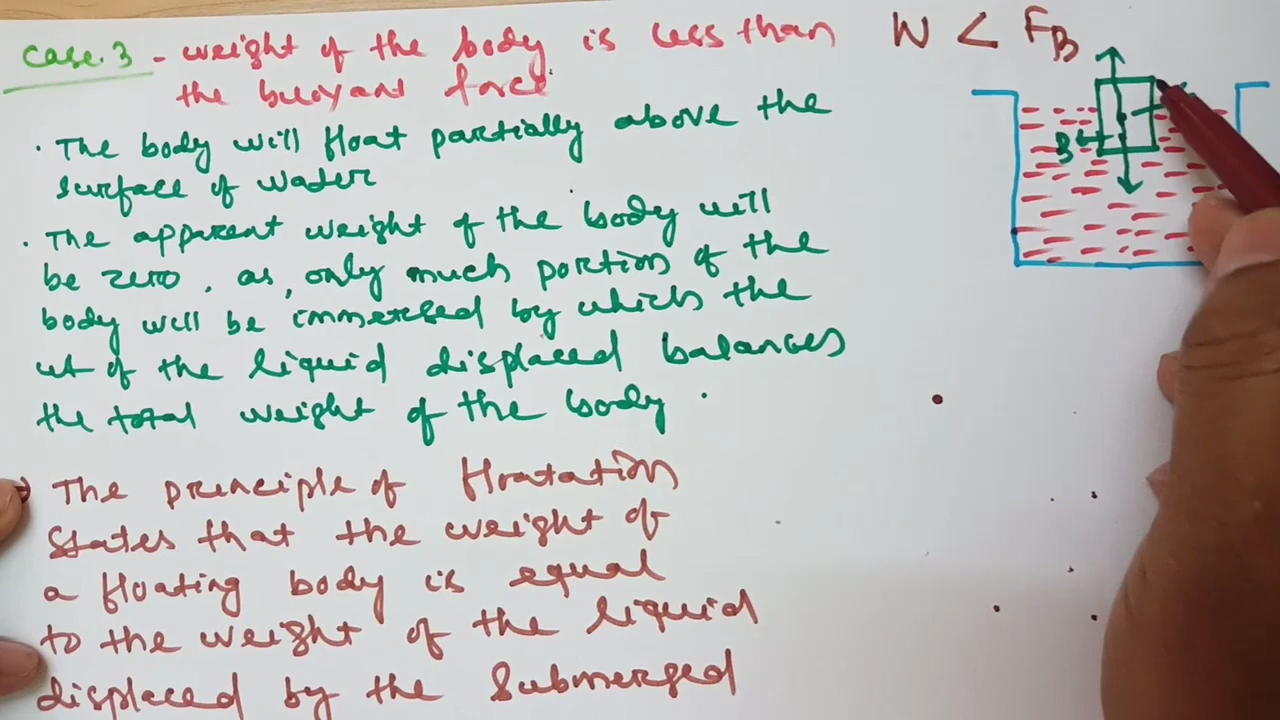 Case.3 - weight of the body is less than
the buoyant force
W < FB
B
· The body will float partially above the
surface of water
· The apparent weight of the body will
be zero, as, only much portion of the
body will be immersed by which the
wt of the liquid displaced balances
the total weight of the body.
→ The principle of floatation
states that the weight of
a floating body is equal
to the weight of the liquid
displaced by the submerged